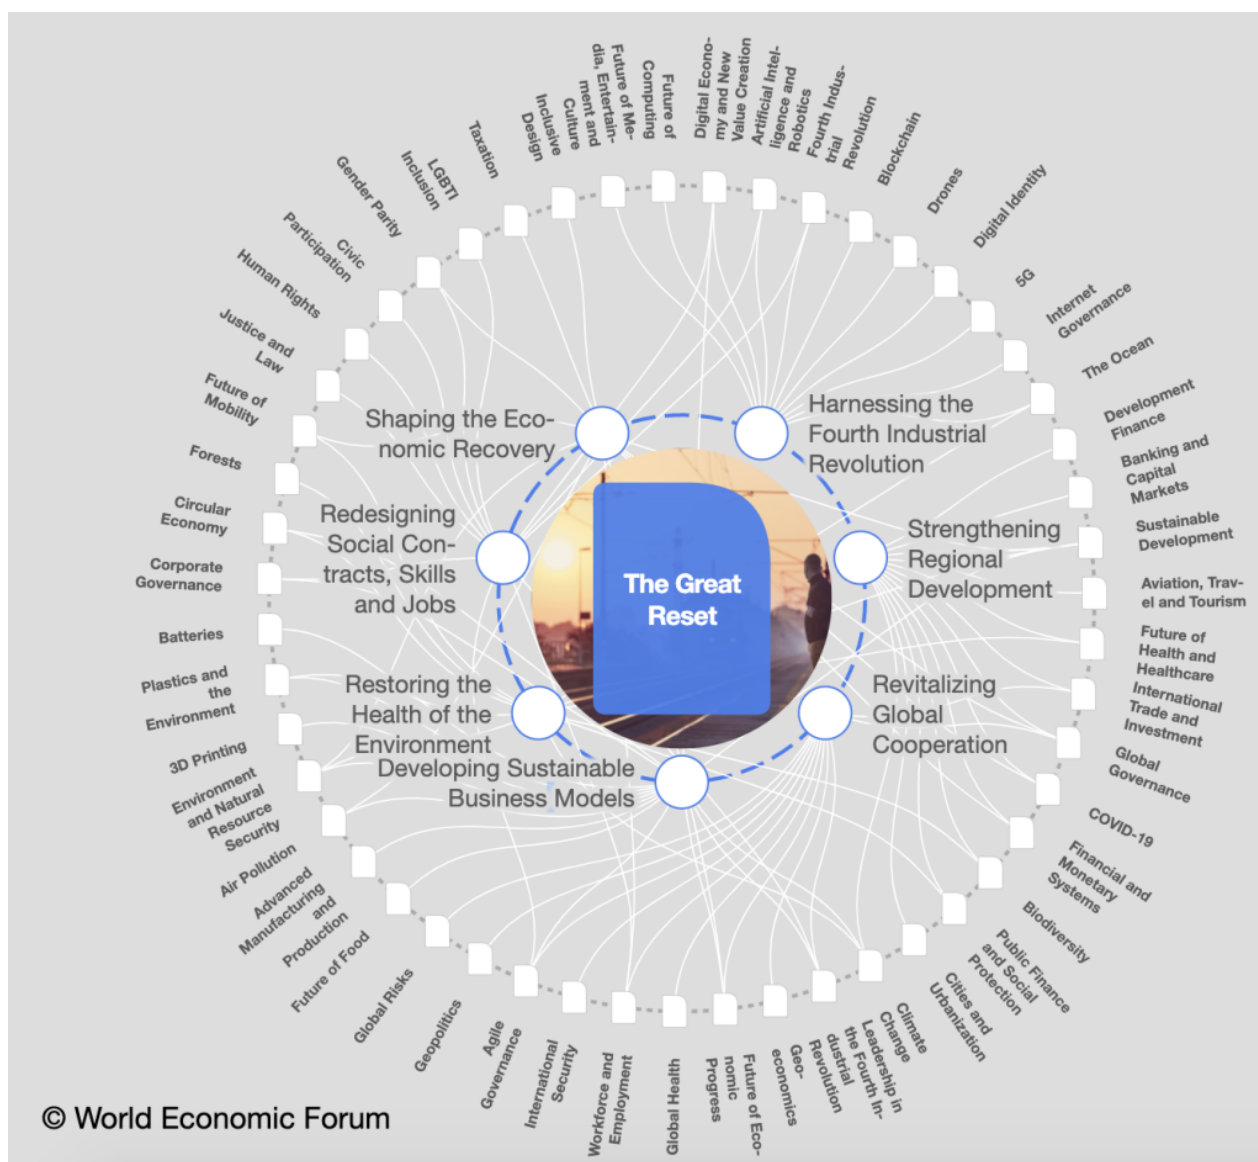 The Great
Reset
Harnessing the
Fourth Industrial
Revolution
Strengthening
Regional
Development
Revitalizing
Global
Cooperation
Developing Sustainable
Business Models
Restoring the
Health of the
Environment
Redesigning
Social Con-
tracts, Skills
and Jobs
Shaping the Eco-
nomic Recovery
Digital Econo-
my and New
Value Creation
Artificial Intel-
ligence and
Robotics
Fourth Indus-
trial
Revolution
Blockchain
Drones
Digital Identity
5G
Internet
Governance
The Ocean
Development
Finance
Banking and
Capital
Markets
Sustainable
Development
Aviation, Trav-
el and Tourism
Future of
Health and
Healthcare
International
Trade and
Investment
Global
Governance
COVID-19
Financial and
Monetary
Systems
Biodiversity
Public Finance
and Social
Protection
Cities and
Urbanization
Climate
Change
Leadership in
the Fourth In-
dustrial
Revolution
Geo-
economics
Future of Eco-
nomic
Progress
Global Health
Workforce and
Employment
International
Security
Agile
Governance
Geopolitics
Global Risks
Future of Food
Advanced
Manufacturing
and
Production
Air Pollution
Environment
and Natural
Resource
Security
3D Printing
Plastics and
the
Environment
Batteries
Corporate
Governance
Circular
Economy
Forests
Future of
Mobility
Justice and
Law
Human Rights
Civic
Participation
Gender Parity
LGBTI
Inclusion
Taxation
Inclusive
Design
Future of Me-
dia, Entertain-
ment and
Culture
Future of
Computing
© World Economic Forum